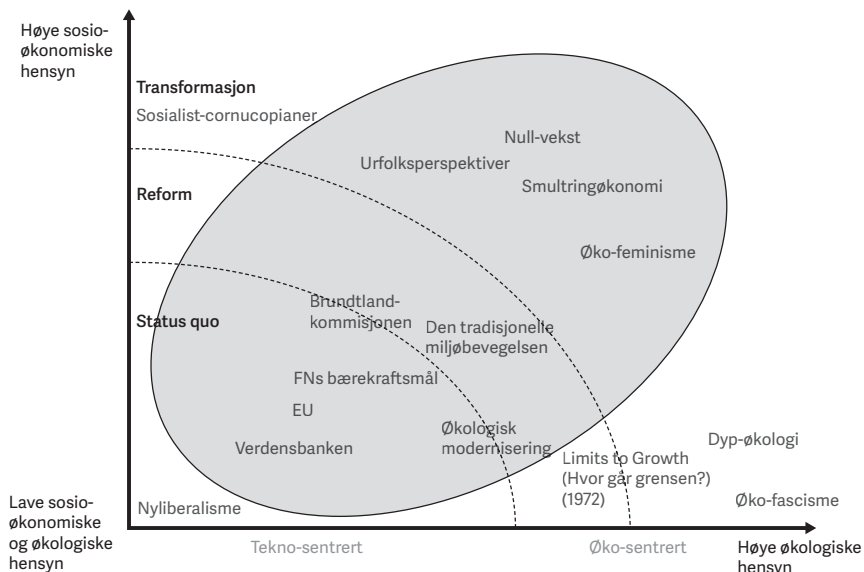 Høye sosio-
økonomiske
hensyn
Transformasjon
Sosialist-cornucopianer
Null-vekst
Urfolksperspektiver
Smultringøkonomi
Reform
Øko-feminisme
Brundtland-
kommisjonen
Status quo
Den tradisjonelle
miljøbevegelsen
FNs bærekraftsmål
EU
Økologisk
modernisering
Verdensbanken
Dyp-økologi
Limits to Growth
(Hvor går grensen?)
(1972)
Øko-fascisme
Nyliberalisme
Lave sosio-
økonomiske
og økologiske
hensyn
Tekno-sentrert
Øko-sentrert
Høye økologiske
hensyn